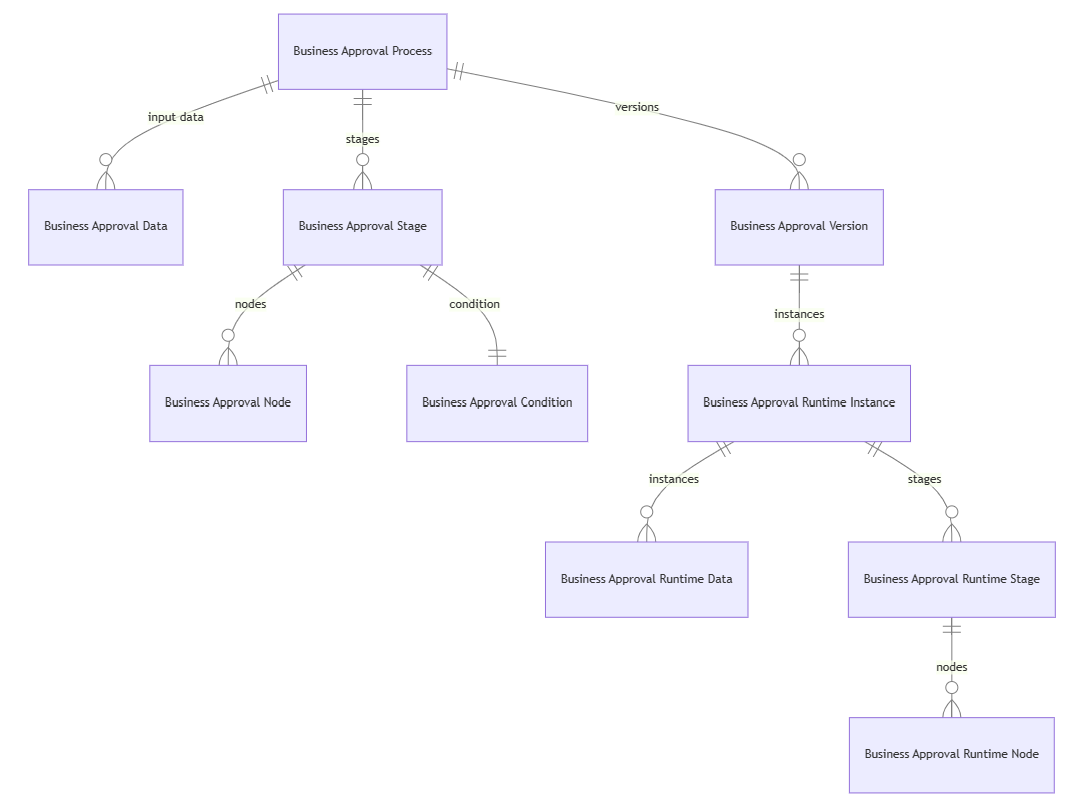 Business Approval Process
input data
stages
versions
Business Approval Data
Business Approval Stage
Business Approval Version
nodes
condition
instances
Business Approval Node
Business Approval Condition
Business Approval Runtime Instance
instances
stages
Business Approval Runtime Data
Business Approval Runtime Stage
nodes
Business Approval Runtime Node